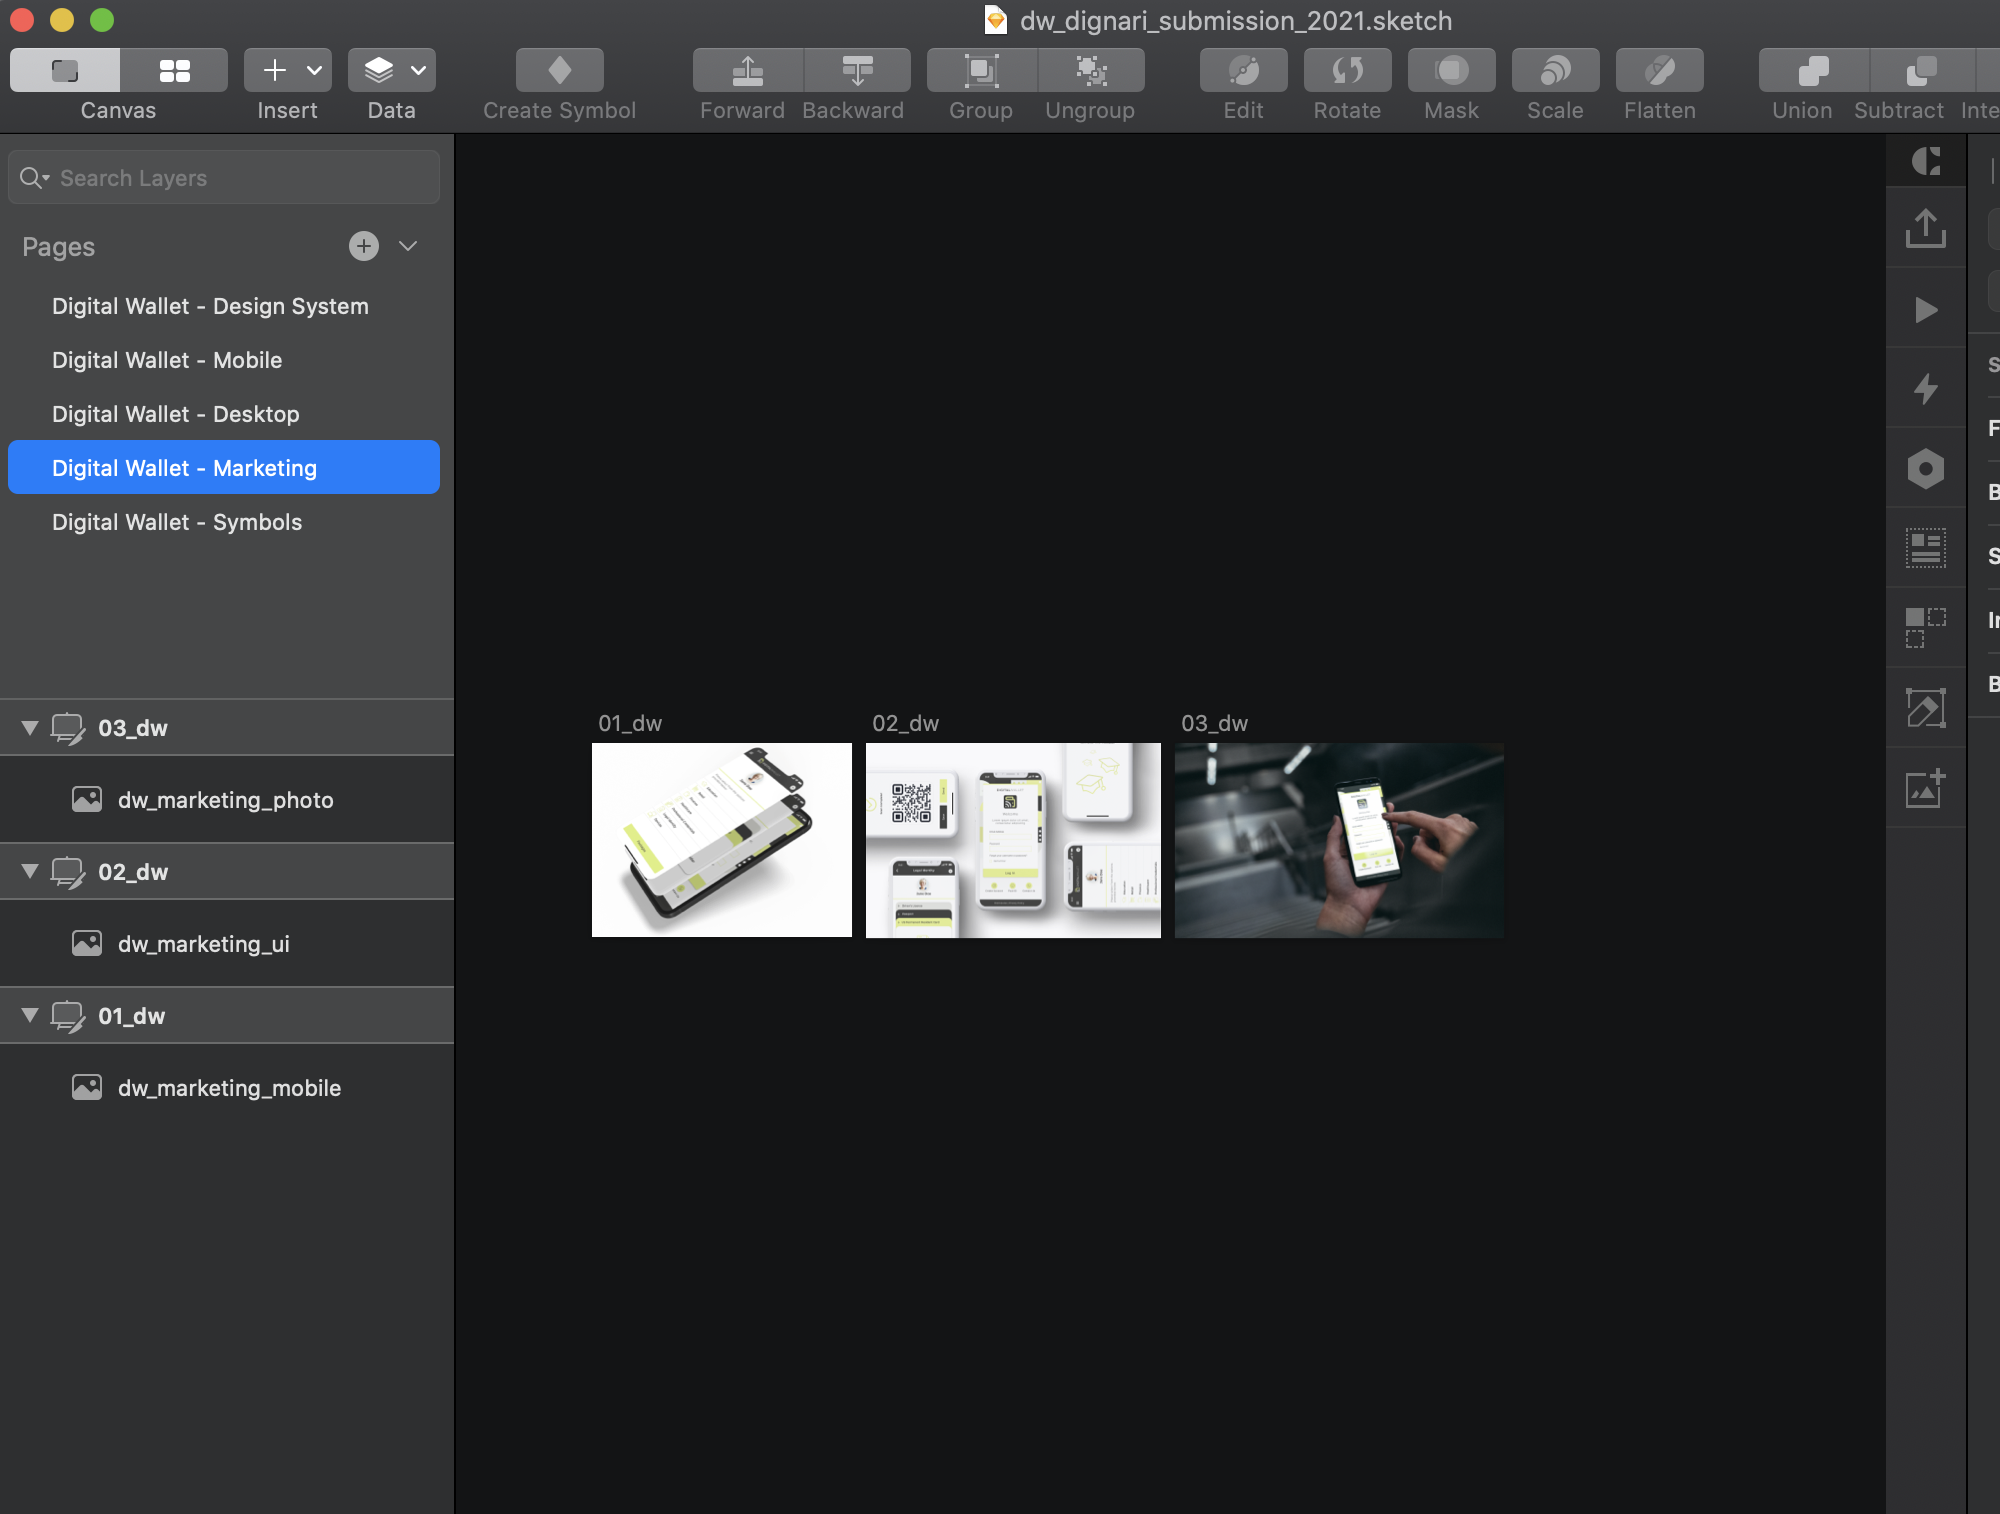 dw_dignari_submission_2021.sketch
Canvas Insert Data Create Symbol Forward Backward Group Ungroup Edit Rotate Mask Scale Flatten Union Subtract Inte
Search Layers
Pages
Digital Wallet - Design System
Digital Wallet - Mobile
Digital Wallet - Desktop
Digital Wallet - Marketing
Digital Wallet - Symbols
03_dw
dw_marketing_photo
02_dw
dw_marketing_ui
01_dw
dw_marketing_mobile
01_dw 02_dw 03_dw
S
F
B
S
In
B